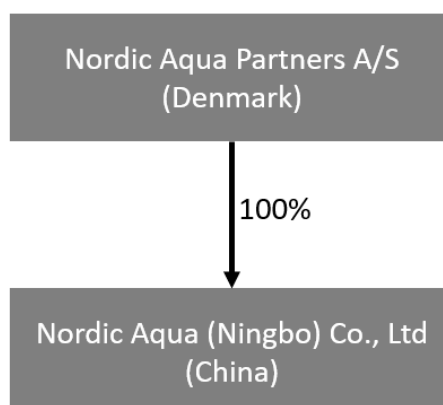 Nordic Aqua Partners A/S
(Denmark)
100%
Nordic Aqua (Ningbo) Co., Ltd
(China)